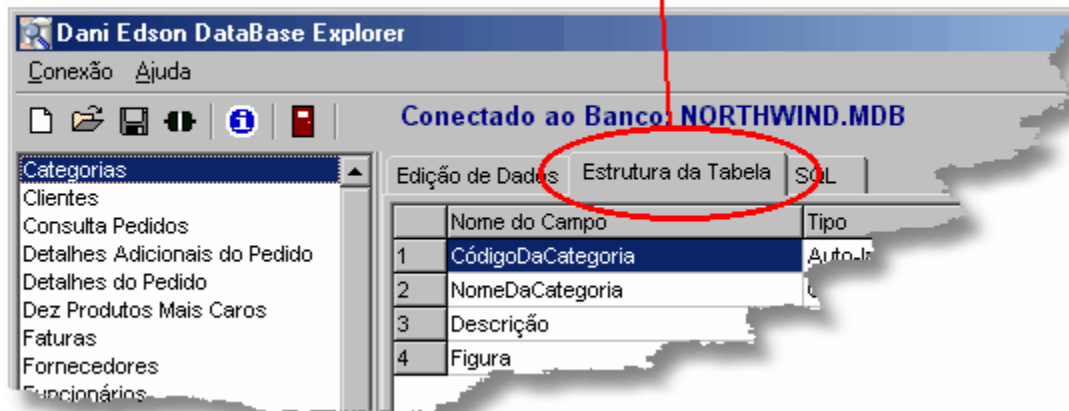 Dani Edson DataBase Explorer
Conexão Ajuda
Conectado ao Banco: NORTHWIND.MDB
Categorias
Clientes
Consulta Pedidos
Detalhes Adicionais do Pedido
Detalhes do Pedido
Dez Produtos Mais Caros
Faturas
Fornecedores
Funcionários
Edição de Dados Estrutura da Tabela SQL
Nome do Campo Tipo
1 CódigoDaCategoria
2 NomeDaCategoria
3 Descrição
4 Figura